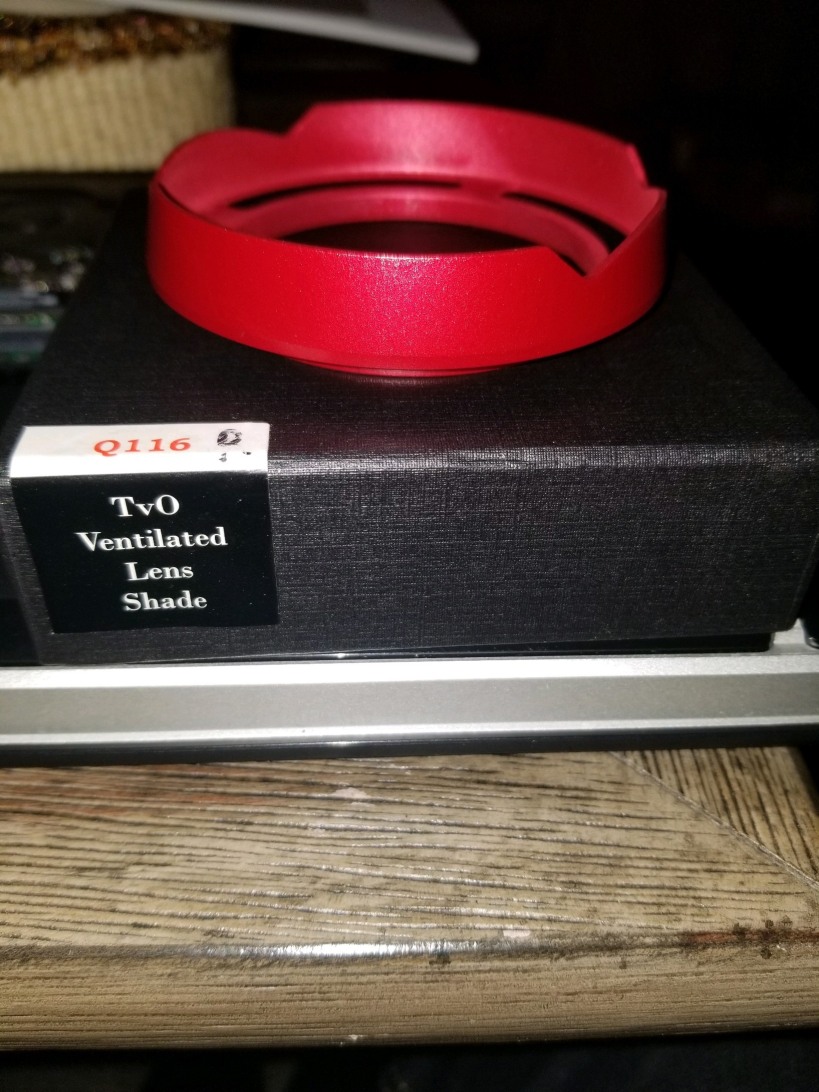 Q116
TvO
Ventilated
Lens
Shade